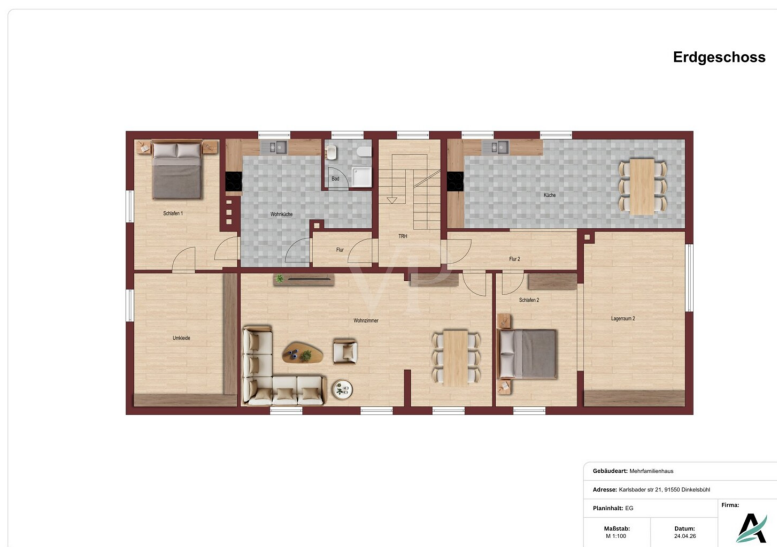 Erdgeschoss
Bad
Schlafen 1
Wohnküche
Küche
TRH
Flur
Flur 2
VP
Schlafen 2
Wohnzimmer
Lagerraum 2
Umkleide
Gebäudeart: Mehrfamilienhaus
Adresse: Karlsbader str 21, 91550 Dinkelsbühl
Planinhalt: EG
Firma:
Maßstab:
M 1:100
Datum:
24.04.26